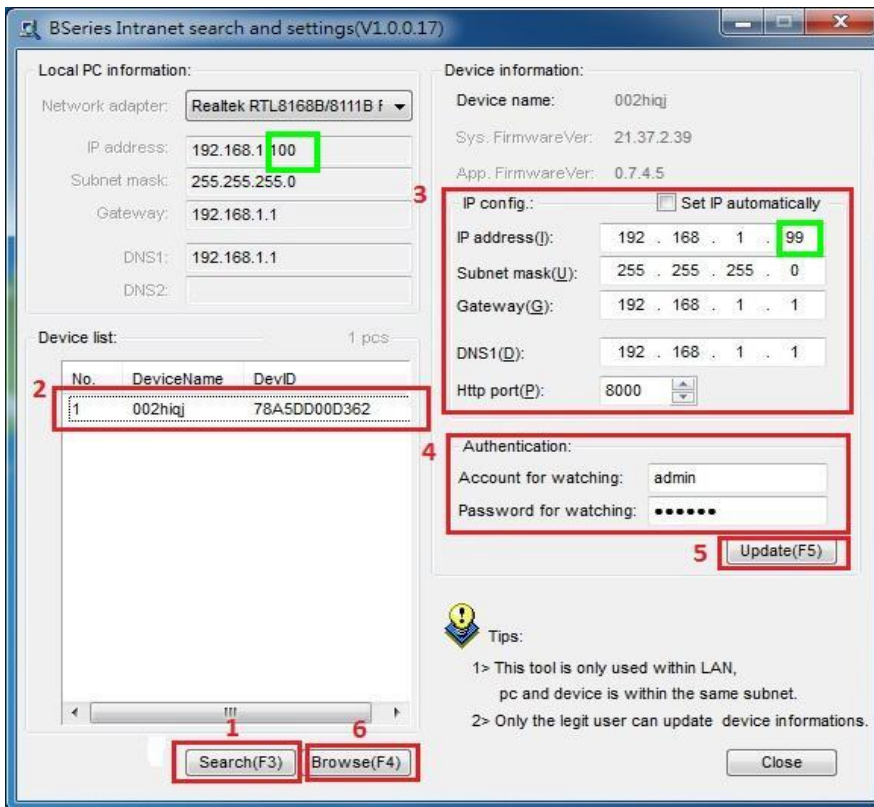 BSeries Intranet search and settings(V1.0.0.17)
Local PC information:
Network adapter: Realtek RTL8168B/8111B F
IP address: 192.168.1.100
Subnet mask: 255.255.255.0
Gateway: 192.168.1.1
DNS1: 192.168.1.1
DNS2:
Device list: 1 pcs
No. DeviceName DevID
2
1 002hiqj 78A5DD00D362
1
Search(F3)
6
Browse(F4)
Device information:
Device name: 002hiqj
Sys. FirmwareVer: 21.37.2.39
App. FirmwareVer: 0.7.4.5
3
IP config.: Set IP automatically
IP address(I): 192 . 168 . 1 . 99
Subnet mask(U): 255 . 255 . 255 . 0
Gateway(G): 192 . 168 . 1 . 1
DNS1(D): 192 . 168 . 1 . 1
Http port(P): 8000
4
Authentication:
Account for watching: admin
Password for watching: ••••••
5 Update(F5)
Tips:
1> This tool is only used within LAN,
pc and device is within the same subnet.
2> Only the legit user can update device informations.
Close